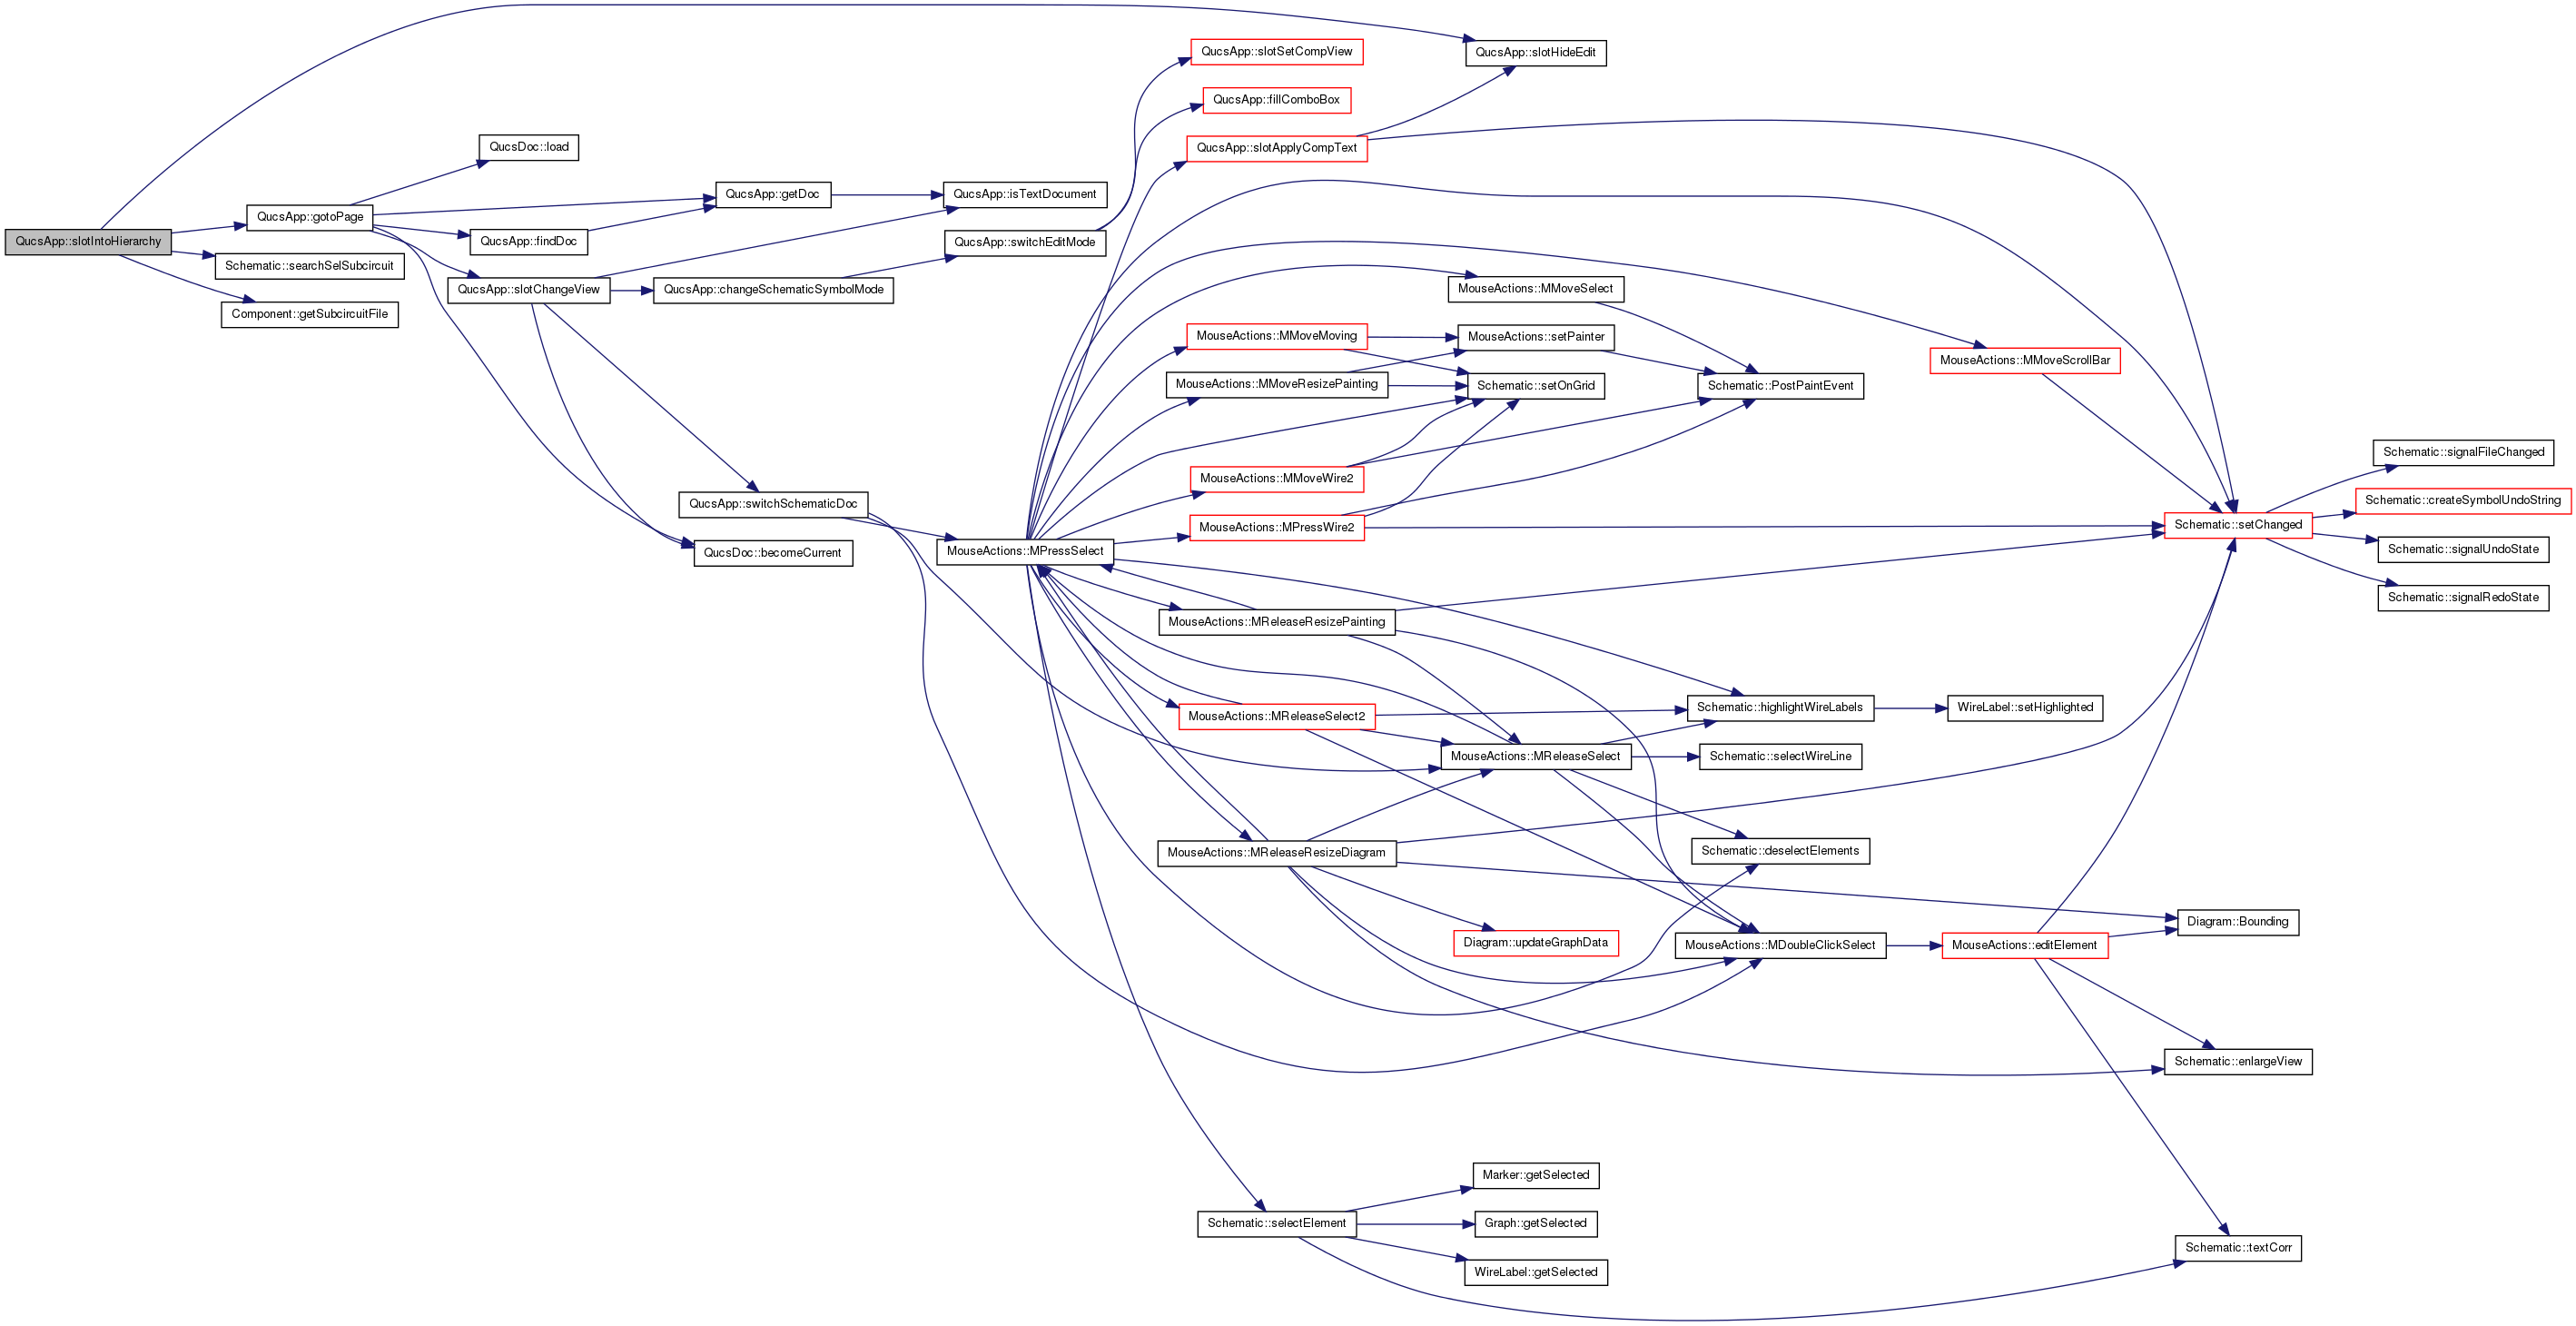 QucsApp::slotIntoHierarchy
QucsApp::gotoPage
Schematic::searchSelSubcircuit
Component::getSubcircuitFile
QucsDoc::load
QucsApp::findDoc
QucsApp::slotChangeView
QucsApp::getDoc
QucsApp::changeSchematicSymbolMode
QucsApp::switchSchematicDoc
QucsDoc::becomeCurrent
QucsApp::isTextDocument
QucsApp::switchEditMode
MouseActions::MPressSelect
QucsApp::slotSetCompView
QucsApp::fillComboBox
QucsApp::slotApplyCompText
MouseActions::MMoveMoving
MouseActions::MMoveResizePainting
MouseActions::MMoveWire2
MouseActions::MPressWire2
MouseActions::MReleaseResizePainting
MouseActions::MReleaseSelect2
MouseActions::MReleaseResizeDiagram
Schematic::selectElement
QucsApp::slotHideEdit
MouseActions::MMoveSelect
MouseActions::setPainter
Schematic::setOnGrid
MouseActions::MReleaseSelect
Diagram::updateGraphData
Marker::getSelected
Graph::getSelected
WireLabel::getSelected
Schematic::PostPaintEvent
Schematic::highlightWireLabels
Schematic::selectWireLine
Schematic::deselectElements
MouseActions::MDoubleClickSelect
MouseActions::MMoveScrollBar
WireLabel::setHighlighted
MouseActions::editElement
Schematic::setChanged
Diagram::Bounding
Schematic::enlargeView
Schematic::textCorr
Schematic::signalFileChanged
Schematic::createSymbolUndoString
Schematic::signalUndoState
Schematic::signalRedoState